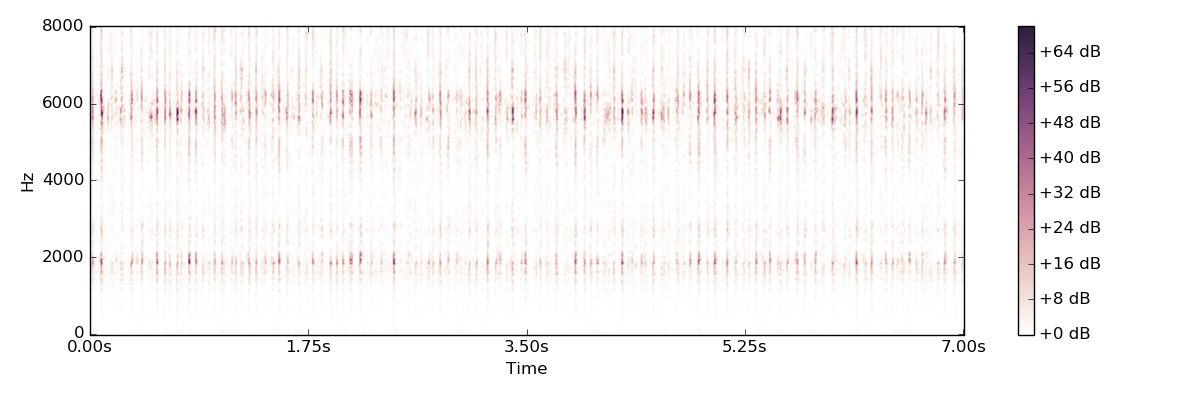 8000
6000
4000
2000
0
Hz
0.00s
1.75s
3.50s
5.25s
7.00s
Time
+64 dB
+56 dB
+48 dB
+40 dB
+32 dB
+24 dB
+16 dB
+8 dB
+0 dB